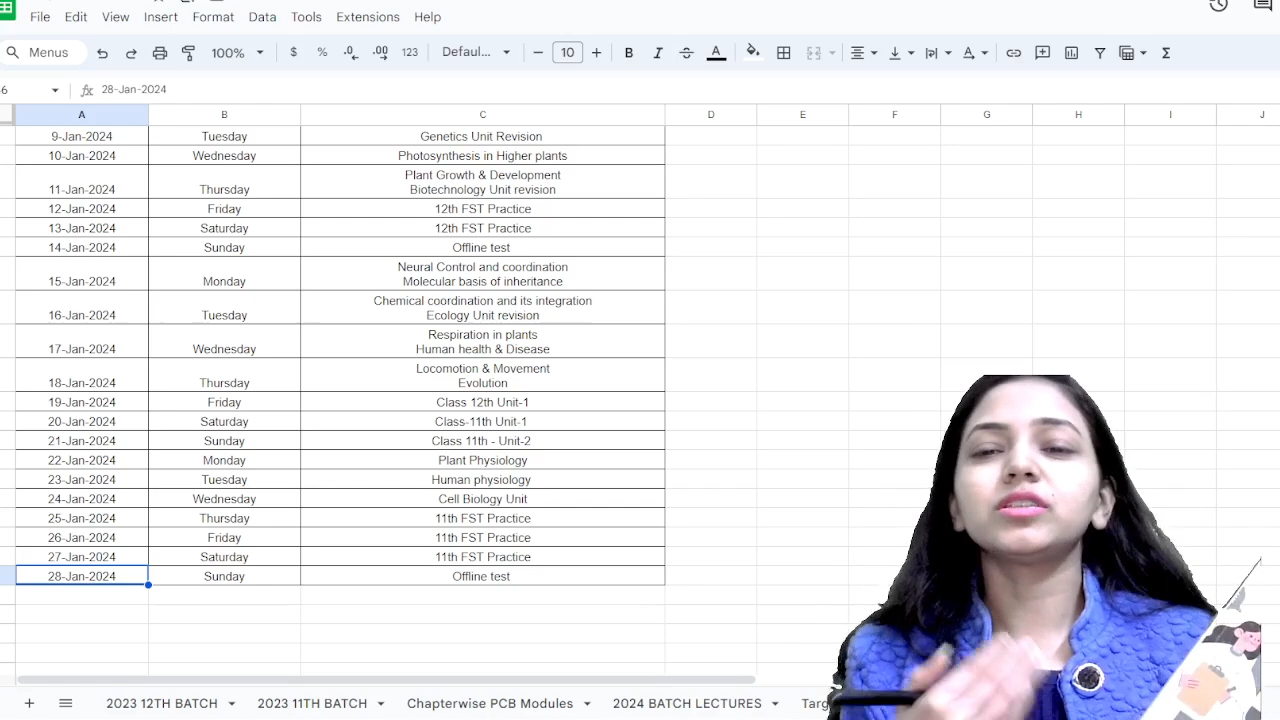 File Edit View Insert Format Data Tools Extensions Help
Menus 100% $ % .0 .00 123 Defaul... 10 B I S A Σ
28-Jan-2024
A B C D E F G H I J
9-Jan-2024 Tuesday Genetics Unit Revision
10-Jan-2024 Wednesday Photosynthesis in Higher plants
Plant Growth & Development
11-Jan-2024 Thursday Biotechnology Unit revision
12-Jan-2024 Friday 12th FST Practice
13-Jan-2024 Saturday 12th FST Practice
14-Jan-2024 Sunday Offline test
Neural Control and coordination
15-Jan-2024 Monday Molecular basis of inheritance
Chemical coordination and its integration
16-Jan-2024 Tuesday Ecology Unit revision
Respiration in plants
17-Jan-2024 Wednesday Human health & Disease
Locomotion & Movement
18-Jan-2024 Thursday Evolution
19-Jan-2024 Friday Class 12th Unit-1
20-Jan-2024 Saturday Class-11th Unit-1
21-Jan-2024 Sunday Class 11th - Unit-2
22-Jan-2024 Monday Plant Physiology
23-Jan-2024 Tuesday Human physiology
24-Jan-2024 Wednesday Cell Biology Unit
25-Jan-2024 Thursday 11th FST Practice
26-Jan-2024 Friday 11th FST Practice
27-Jan-2024 Saturday 11th FST Practice
28-Jan-2024 Sunday Offline test
2023 12TH BATCH 2023 11TH BATCH Chapterwise PCB Modules 2024 BATCH LECTURES Targ